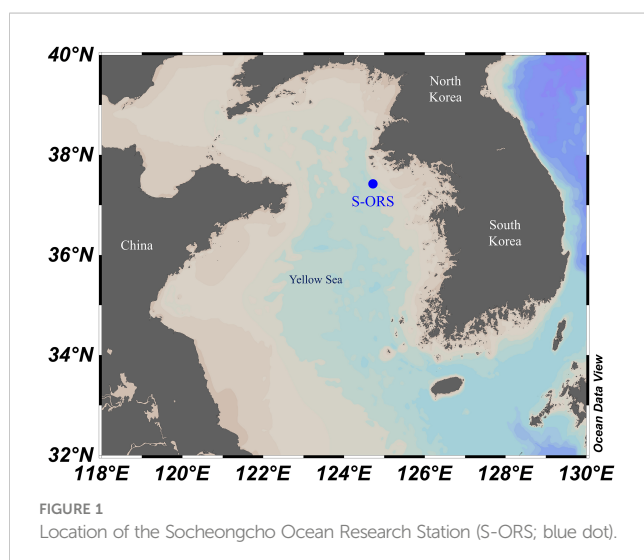 40°N
North
Korea
38°N
S-ORS
South
Korea
China
36°N
Yellow Sea
34°N
Ocean Data View
32°N
118°E 120°E 122°E 124°E 126°E 128°E 130°E
FIGURE 1
Location of the Socheongcho Ocean Research Station (S-ORS; blue dot).